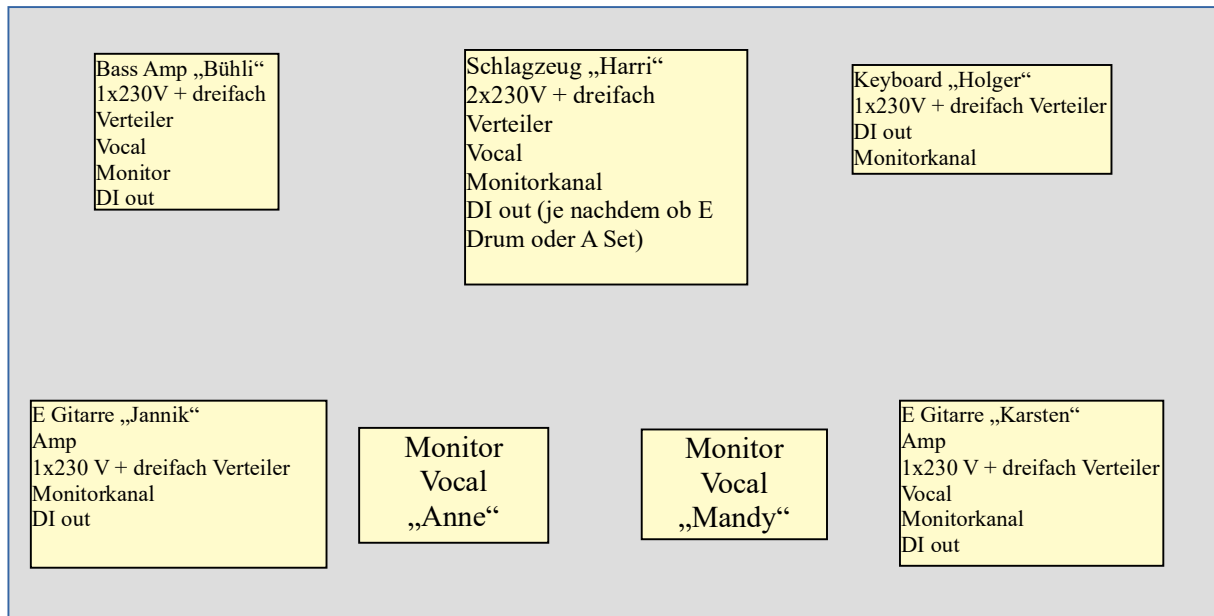 Bass Amp „Bühli“
1x230V + dreifach
Verteiler
Vocal
Monitor
DI out
Schlagzeug „Harri“
2x230V + dreifach
Verteiler
Vocal
Monitorkanal
DI out (je nachdem ob E
Drum oder A Set)
Keyboard „Holger“
1x230V + dreifach Verteiler
DI out
Monitorkanal
E Gitarre „Jannik“
Amp
1x230 V + dreifach Verteiler
Monitorkanal
DI out
Monitor
Vocal
„Anne“
Monitor
Vocal
„Mandy“
E Gitarre „Karsten“
Amp
1x230 V + dreifach Verteiler
Vocal
Monitorkanal
DI out